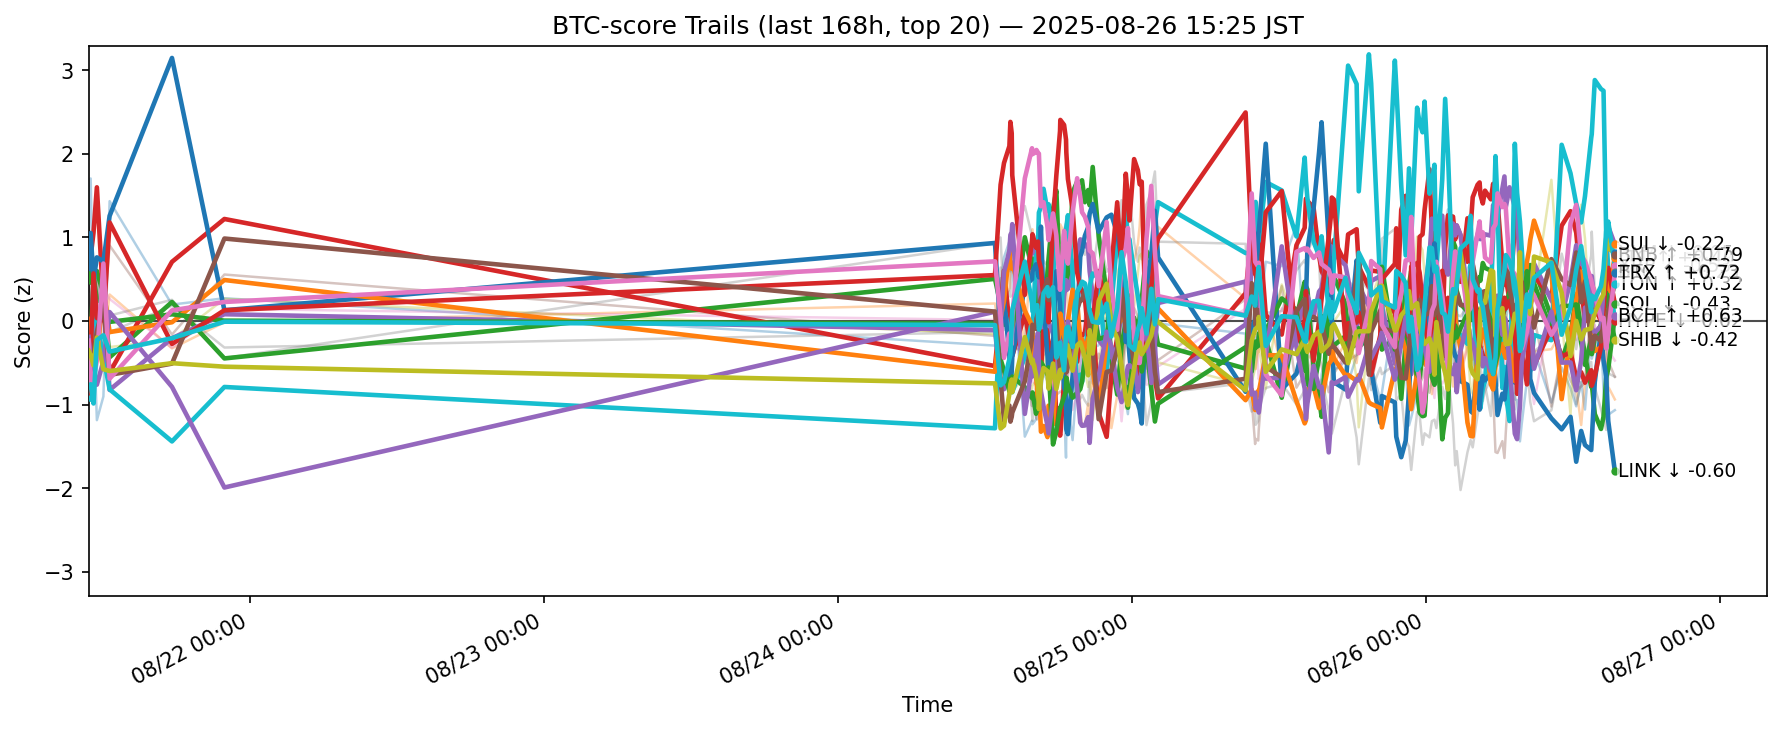 BTC-score Trails (last 168h, top 20) — 2025-08-26 15:25 JST
Score (z)
3
2
1
0
−1
−2
−3
SUI ↓ -0.22
TRX ↑ +0.72
TON ↑ +0.32
SOL ↓ -0.43
BCH ↑ +0.63
SHIB ↓ -0.42
LINK ↓ -0.60
08/22 00:00
08/23 00:00
08/24 00:00
08/25 00:00
08/26 00:00
08/27 00:00
Time